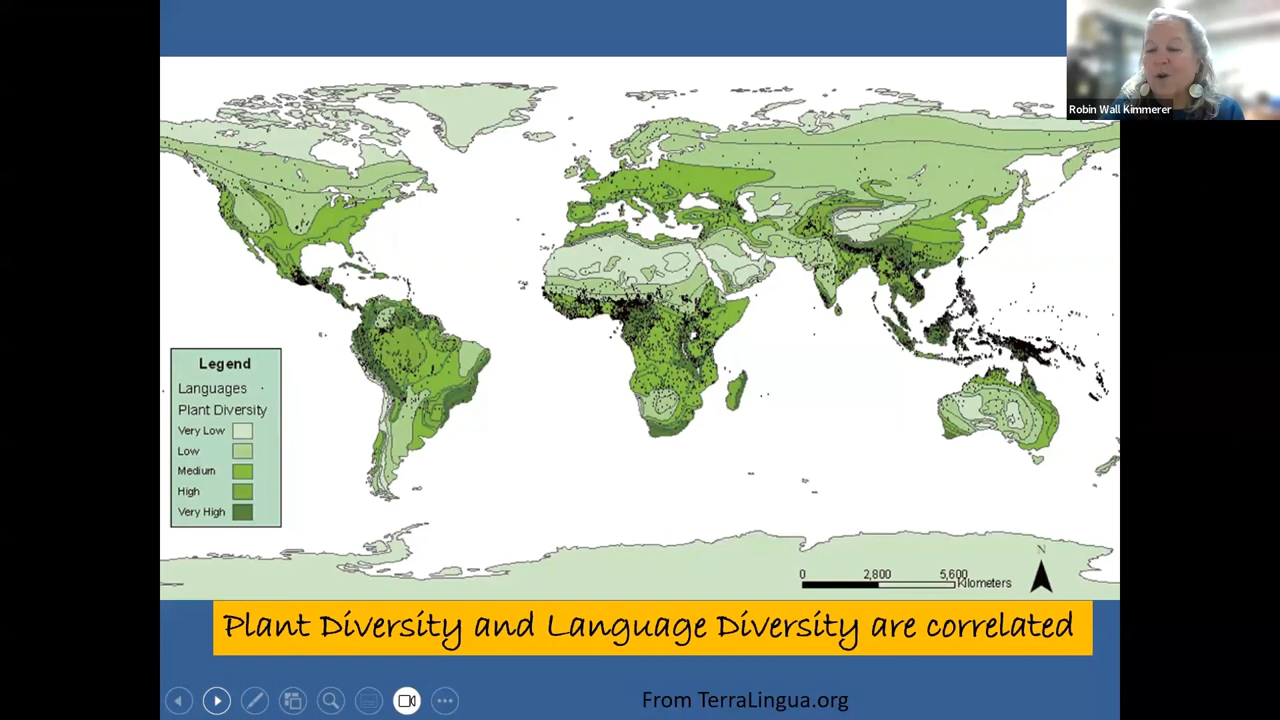 Robin Wall Kimmerer
Legend
Languages
Plant Diversity
Very Low
Low
Medium
High
Very High
N
0 2,800 5,600
Kilometers
Plant Diversity and Language Diversity are correlated
From TerraLingua.org